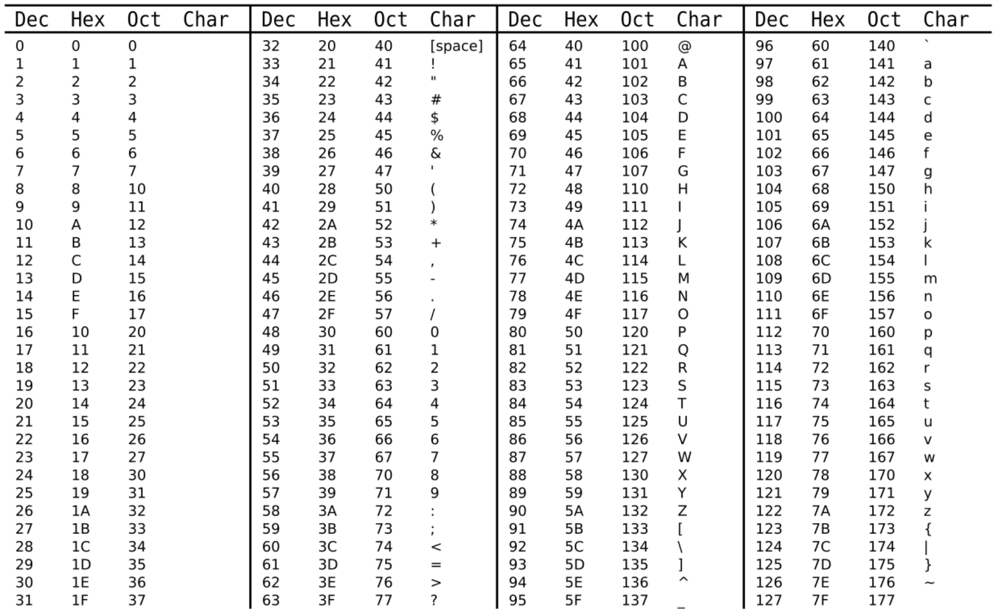 Dec Hex Oct Char Dec Hex Oct Char Dec Hex Oct Char Dec Hex Oct Char
0 0 0 32 20 40 [space] 64 40 100 @ 96 60 140 `
1 1 1 33 21 41 ! 65 41 101 A 97 61 141 a
2 2 2 34 22 42 " 66 42 102 B 98 62 142 b
3 3 3 35 23 43 # 67 43 103 C 99 63 143 c
4 4 4 36 24 44 $ 68 44 104 D 100 64 144 d
5 5 5 37 25 45 % 69 45 105 E 101 65 145 e
6 6 6 38 26 46 & 70 46 106 F 102 66 146 f
7 7 7 39 27 47 ' 71 47 107 G 103 67 147 g
8 8 10 40 28 50 ( 72 48 110 H 104 68 150 h
9 9 11 41 29 51 ) 73 49 111 I 105 69 151 i
10 A 12 42 2A 52 * 74 4A 112 J 106 6A 152 j
11 B 13 43 2B 53 + 75 4B 113 K 107 6B 153 k
12 C 14 44 2C 54 , 76 4C 114 L 108 6C 154 l
13 D 15 45 2D 55 - 77 4D 115 M 109 6D 155 m
14 E 16 46 2E 56 . 78 4E 116 N 110 6E 156 n
15 F 17 47 2F 57 / 79 4F 117 O 111 6F 157 o
16 10 20 48 30 60 0 80 50 120 P 112 70 160 p
17 11 21 49 31 61 1 81 51 121 Q 113 71 161 q
18 12 22 50 32 62 2 82 52 122 R 114 72 162 r
19 13 23 51 33 63 3 83 53 123 S 115 73 163 s
20 14 24 52 34 64 4 84 54 124 T 116 74 164 t
21 15 25 53 35 65 5 85 55 125 U 117 75 165 u
22 16 26 54 36 66 6 86 56 126 V 118 76 166 v
23 17 27 55 37 67 7 87 57 127 W 119 77 167 w
24 18 30 56 38 70 8 88 58 130 X 120 78 170 x
25 19 31 57 39 71 9 89 59 131 Y 121 79 171 y
26 1A 32 58 3A 72 : 90 5A 132 Z 122 7A 172 z
27 1B 33 59 3B 73 ; 91 5B 133 [ 123 7B 173 {
28 1C 34 60 3C 74 < 92 5C 134 \ 124 7C 174 |
29 1D 35 61 3D 75 = 93 5D 135 ] 125 7D 175 }
30 1E 36 62 3E 76 > 94 5E 136 ^ 126 7E 176 ~
31 1F 37 63 3F 77 ? 95 5F 137 _ 127 7F 177